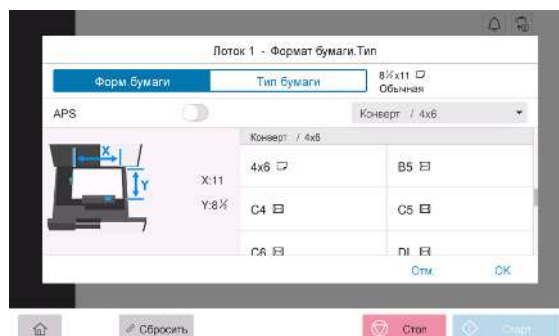 Лоток 1 - Формат бумаги.Тип
Форм.бумаги
Тип бумаги
8½x11
Обычная
APS
Конверт / 4x6
Конверт / 4x6
X:11
Y:8½
X
Y
4x6
B5
C4
C5
C6
DL
Отм.
OK
Сбросить
Стоп
Старт